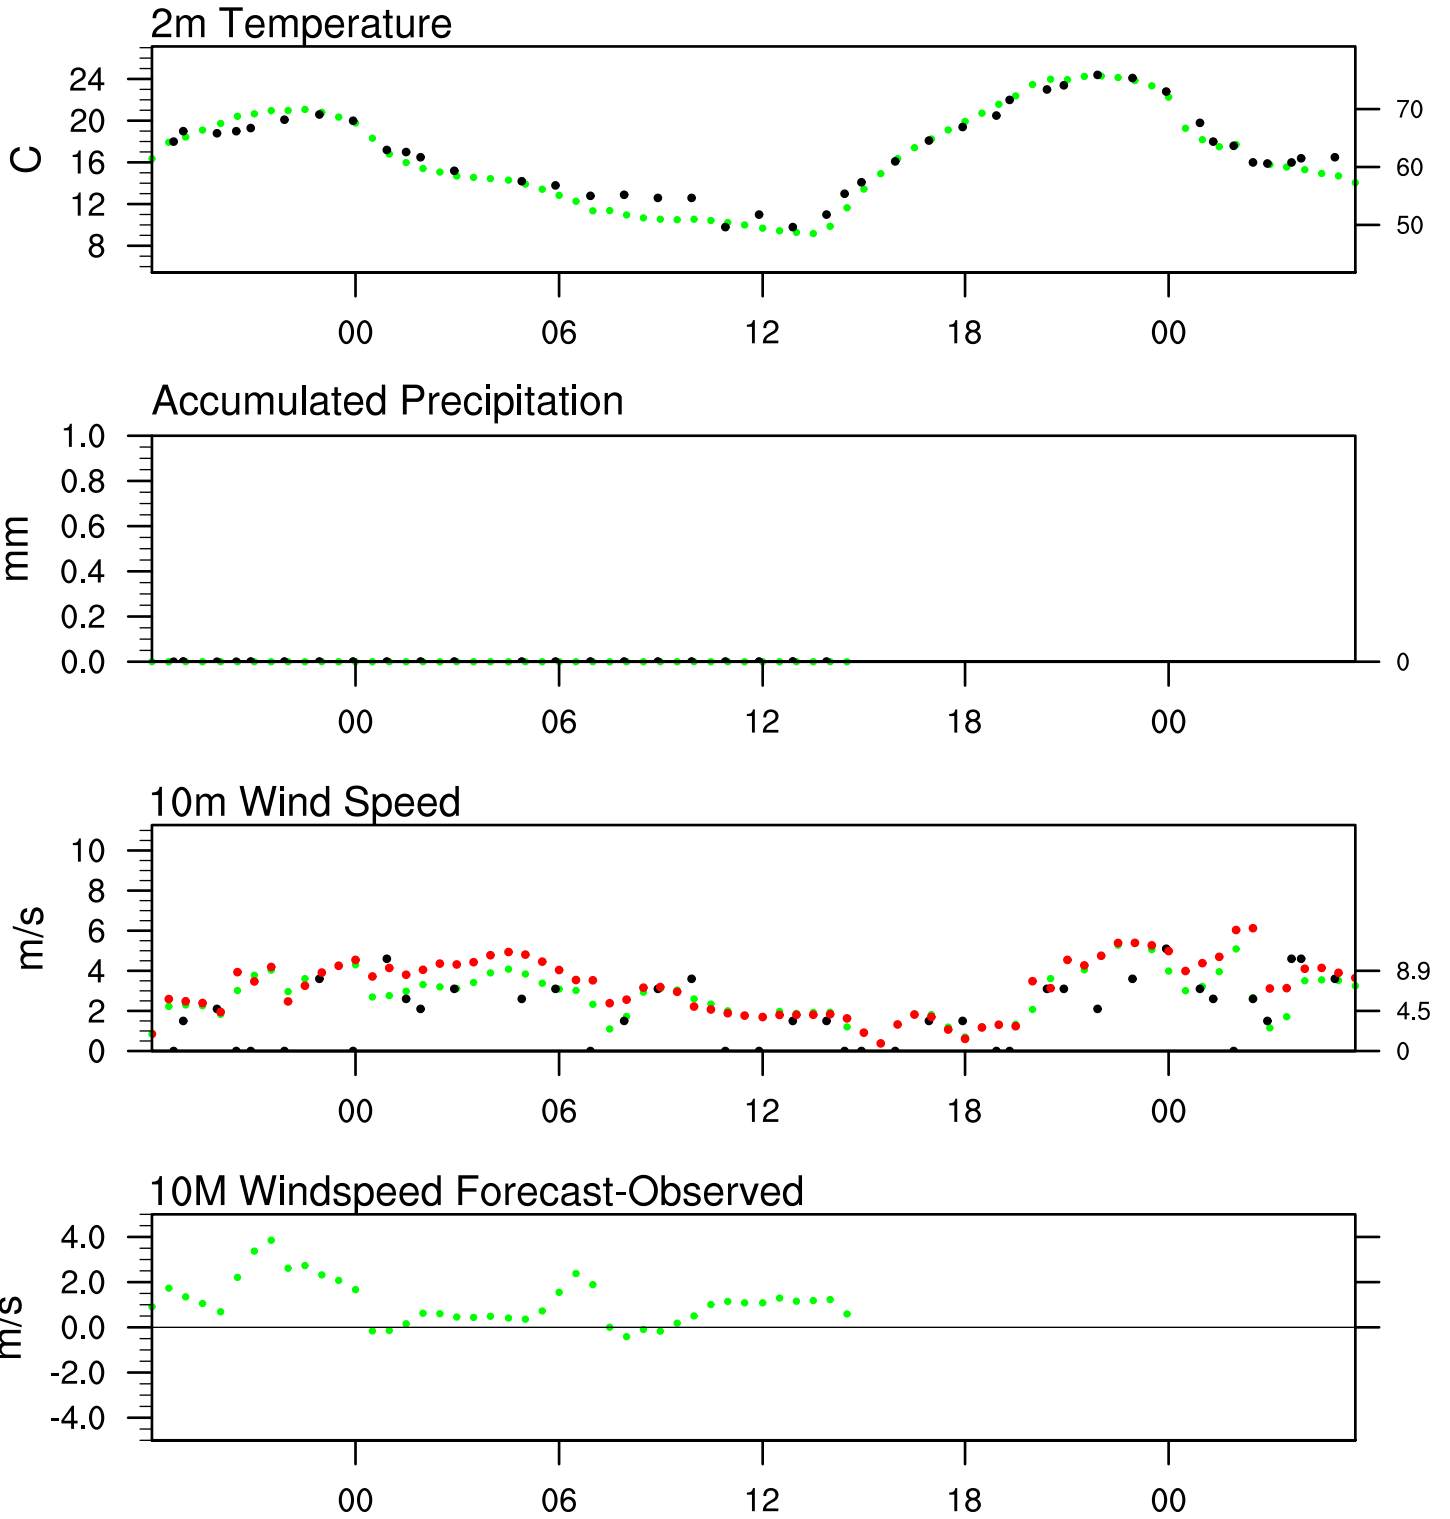 2m Temperature
C
24
20
16
12
8
70
60
50
00 06 12 18 00
Accumulated Precipitation
mm
1.0
0.8
0.6
0.4
0.2
0.0
0
00 06 12 18 00
10m Wind Speed
m/s
10
8
6
4
2
0
8.9
4.5
0
00 06 12 18 00
10M Windspeed Forecast-Observed
m/s
4.0
2.0
0.0
-2.0
-4.0
00 06 12 18 00